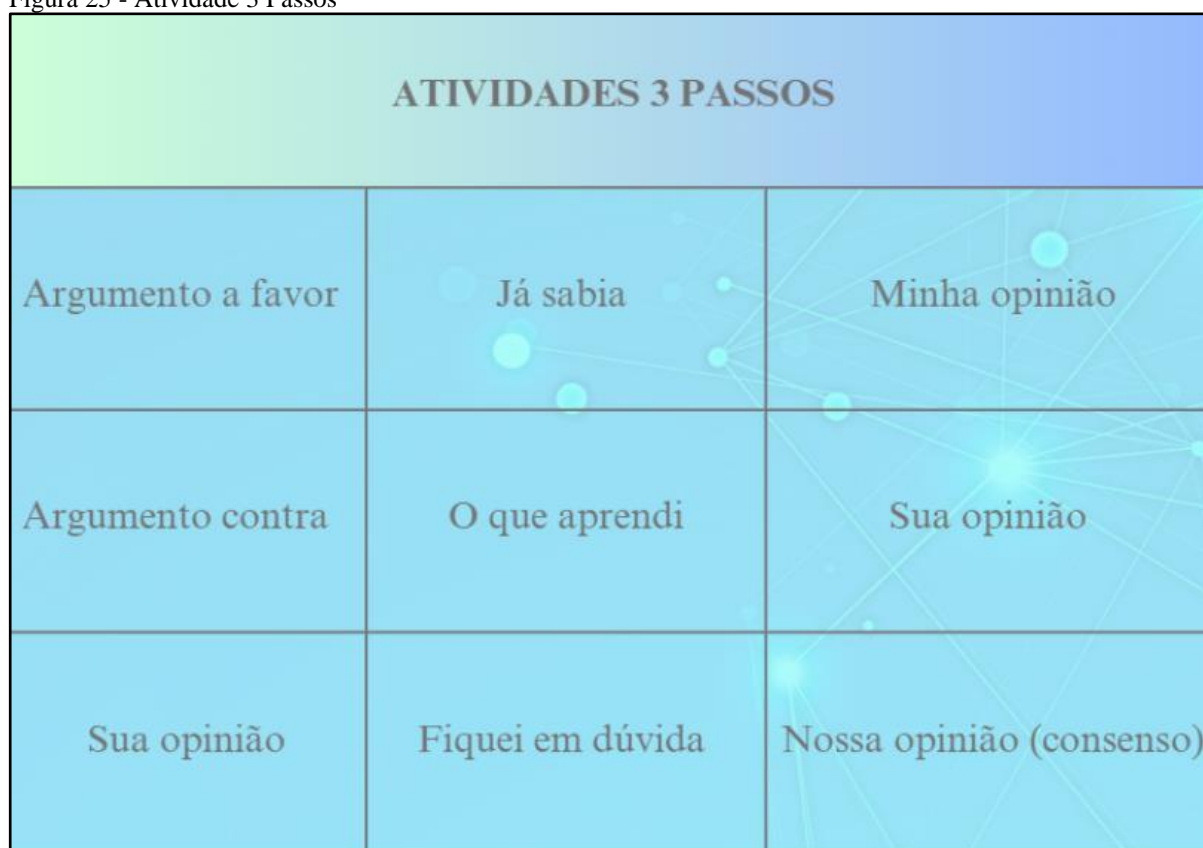 Figura 25 - Atividade 3 Passos
ATIVIDADES 3 PASSOS
Argumento a favor
Já sabia
Minha opinião
Argumento contra
O que aprendi
Sua opinião
Sua opinião
Fiquei em dúvida
Nossa opinião (consenso)